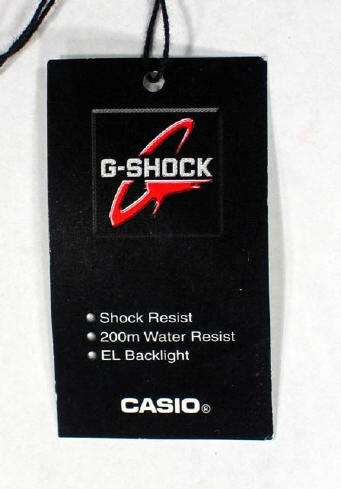 G-SHOCK
Shock Resist
200m Water Resist
EL Backlight
CASIO®